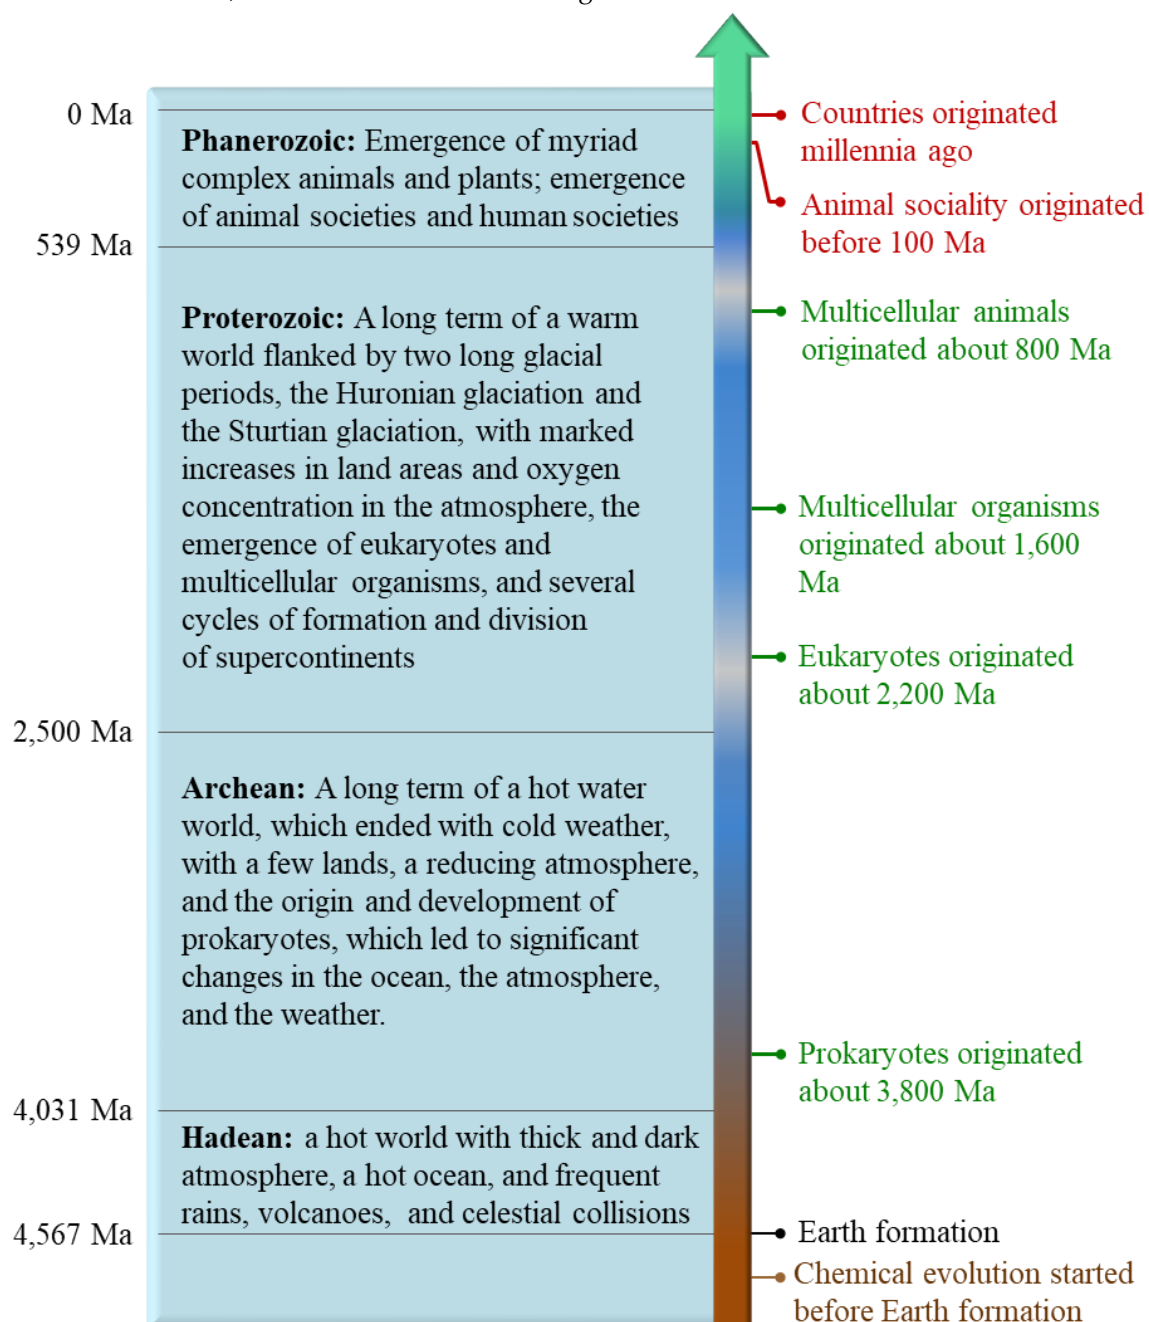 0 Ma
Phanerozoic: Emergence of myriad
complex animals and plants; emergence
of animal societies and human societies
Countries originated
millennia ago
Animal sociality originated
before 100 Ma
539 Ma
Proterozoic: A long term of a warm
world flanked by two long glacial
periods, the Huronian glaciation and
the Sturtian glaciation, with marked
increases in land areas and oxygen
concentration in the atmosphere, the
emergence of eukaryotes and
multicellular organisms, and several
cycles of formation and division
of supercontinents
Multicellular animals
originated about 800 Ma
Multicellular organisms
originated about 1,600
Ma
Eukaryotes originated
about 2,200 Ma
2,500 Ma
Archean: A long term of a hot water
world, which ended with cold weather,
with a few lands, a reducing atmosphere,
and the origin and development of
prokaryotes, which led to significant
changes in the ocean, the atmosphere,
and the weather.
Prokaryotes originated
about 3,800 Ma
4,031 Ma
Hadean: a hot world with thick and dark
atmosphere, a hot ocean, and frequent
rains, volcanoes, and celestial collisions
4,567 Ma
Earth formation
Chemical evolution started
before Earth formation